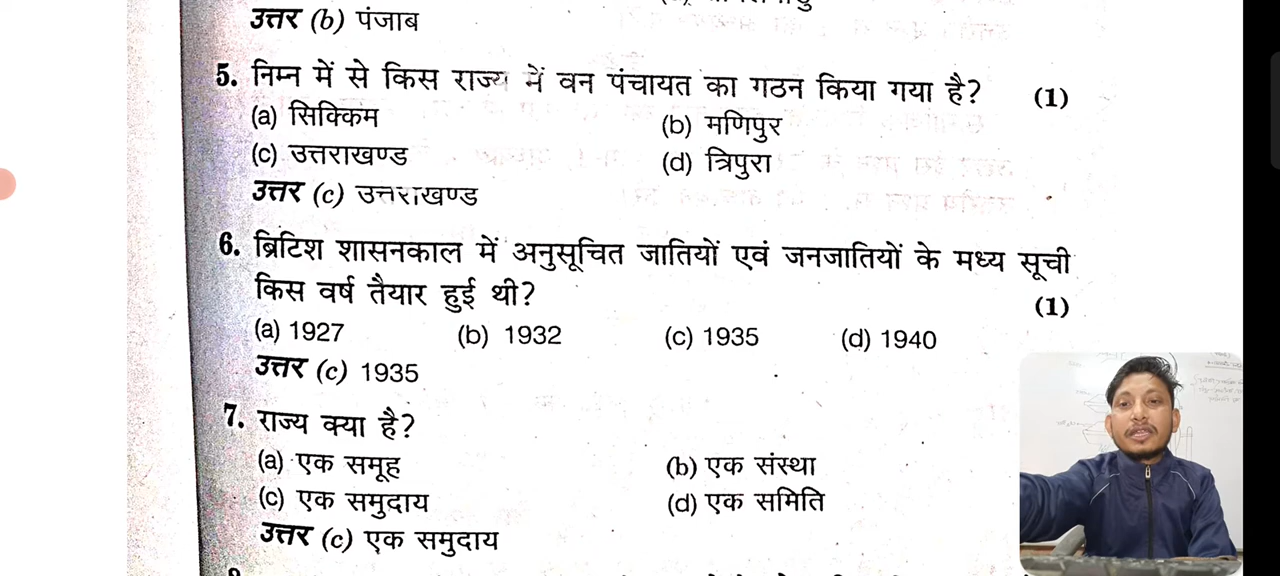 उत्तर (b) पंजाब
5. निम्न में से किस राज्य में वन पंचायत का गठन किया गया है? (1)
(a) सिक्किम (b) मणिपुर
(c) उत्तराखण्ड (d) त्रिपुरा
उत्तर (c) उत्तराखण्ड
6. ब्रिटिश शासनकाल में अनुसूचित जातियों एवं जनजातियों के मध्य सूची
किस वर्ष तैयार हुई थी? (1)
(a) 1927 (b) 1932 (c) 1935 (d) 1940
उत्तर (c) 1935
7. राज्य क्या है?
(a) एक समूह (b) एक संस्था
(c) एक समुदाय (d) एक समिति
उत्तर (c) एक समुदाय